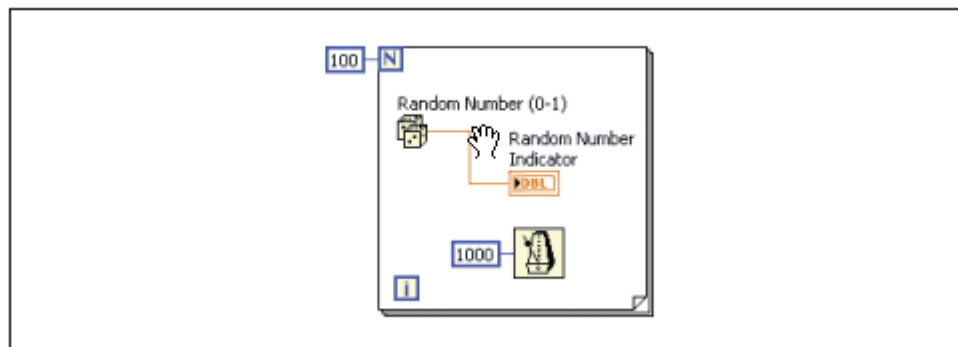 100
N
Random Number (0-1)
Random Number
Indicator
DBL
1000
i